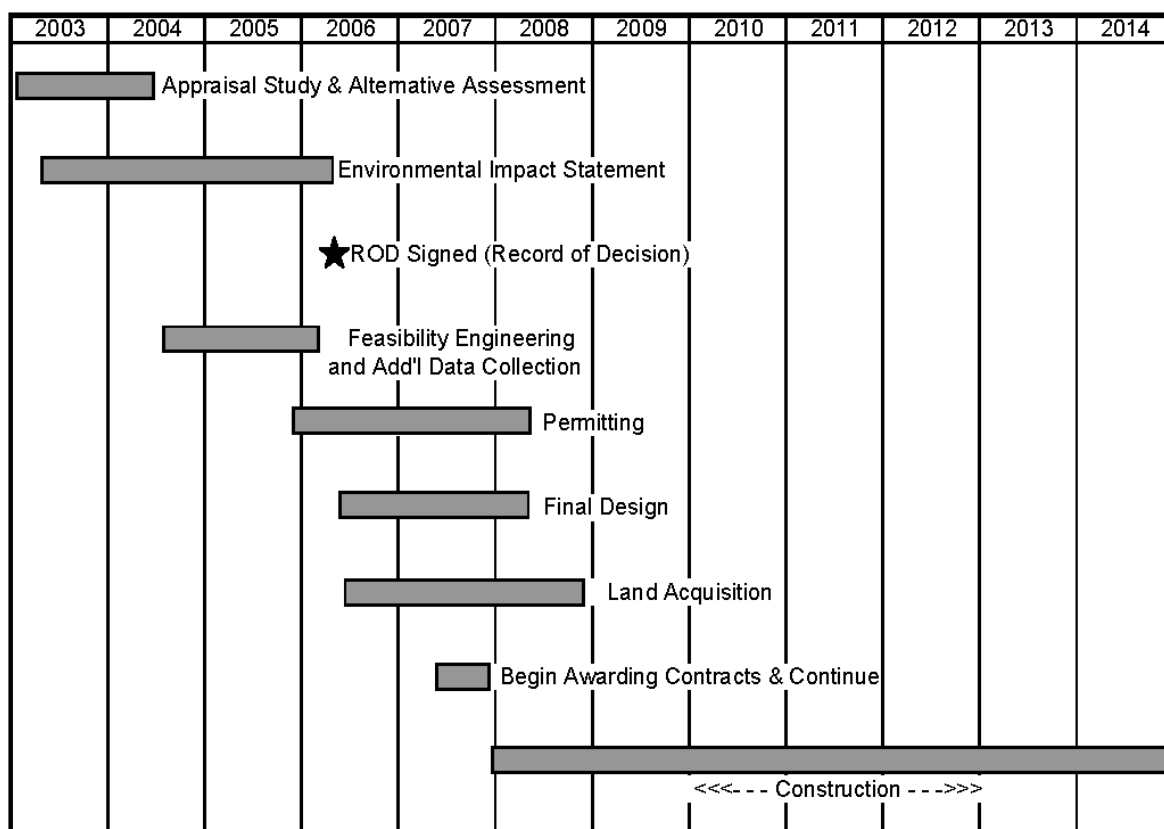 2003 2004 2005 2006 2007 2008 2009 2010 2011 2012 2013 2014
Appraisal Study & Alternative Assessment
Environmental Impact Statement
ROD Signed (Record of Decision)
Feasibility Engineering
and Add'l Data Collection
Permitting
Final Design
Land Acquisition
Begin Awarding Contracts & Continue
<<<- - - Construction - - ->>>